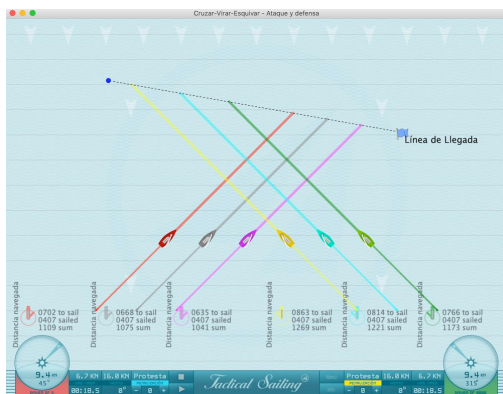 Cruzar-Virar-Esquivar - Ataque y defensa
Línea de Llegada
Distancia navegada
0702 to sail
0407 sailed
1109 sum
Distancia navegada
0668 to sail
0407 sailed
1075 sum
Distancia navegada
0635 to sail
0407 sailed
1041 sum
Distancia navegada
0863 to sail
0407 sailed
1269 sum
Distancia navegada
0814 to sail
0407 sailed
1221 sum
Distancia navegada
0766 to sail
0407 sailed
1173 sum
9.4
45°
6.7 KN 16.0 KN Protesta
00:18.5 8° - 0 +
Tactical Sailing
Protesta 6.7 KN 16.0 KN
- 0 + 8° 00:18.5
9.4
315°